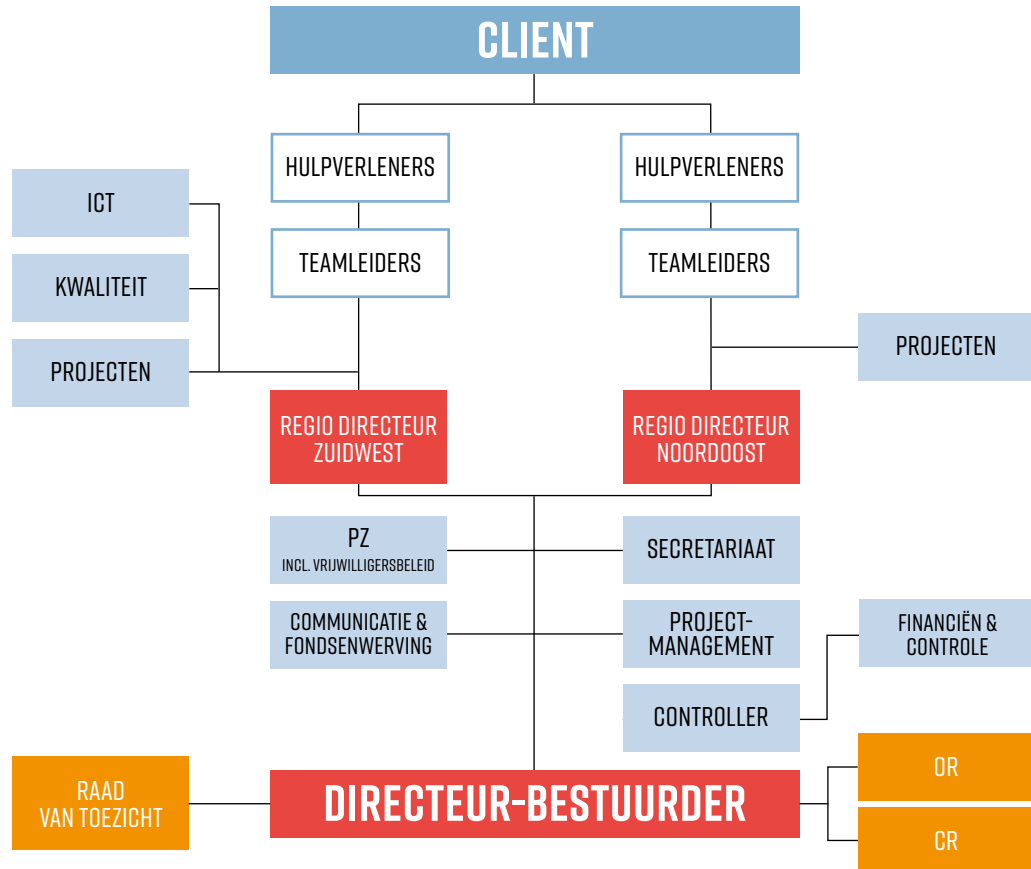 CLIENT
HULPVERLENERS
HULPVERLENERS
ICT
TEAMLEIDERS
TEAMLEIDERS
KWALITEIT
PROJECTEN
PROJECTEN
REGIO DIRECTEUR
ZUIDWEST
REGIO DIRECTEUR
NOORDOOST
PZ
INCL. VRIJWILLIGERSBELEID
SECRETARIAAT
COMMUNICATIE &
FONDSENWERVING
PROJECT-
MANAGEMENT
FINANCIËN &
CONTROLE
CONTROLLER
RAAD
VAN TOEZICHT
DIRECTEUR-BESTUURDER
OR
CR